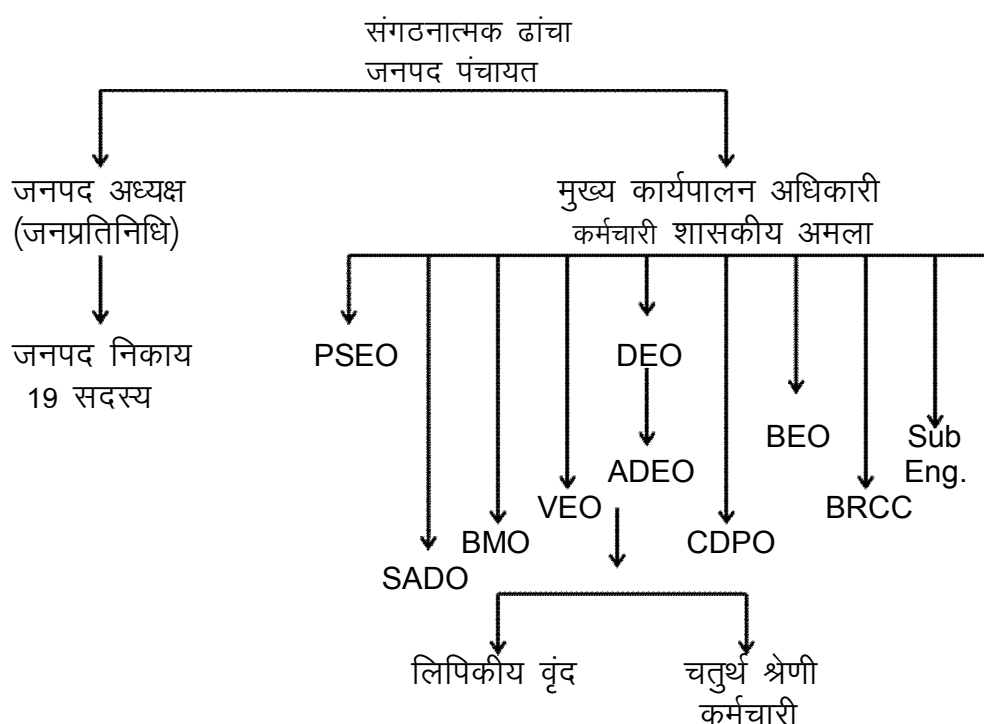 संगठनात्मक ढांचा
जनपद पंचायत
जनपद अध्यक्ष
(जनप्रतिनिधि)
मुख्य कार्यपालन अधिकारी
कर्मचारी शासकीय अमला
जनपद निकाय
19 सदस्य
PSEO
DEO
BEO
Sub
Eng.
ADEO
VEO
BRCC
BMO
CDPO
SADO
लिपिकीय वृंद
चतुर्थ श्रेणी
कर्मचारी